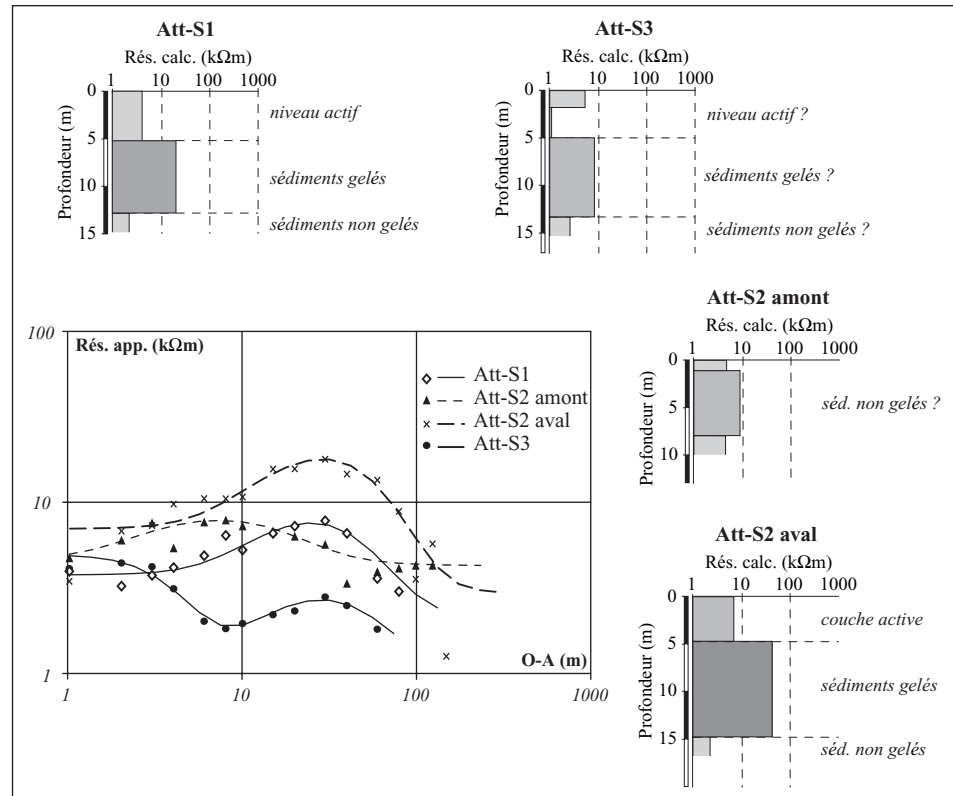 Att-S1
Rés. calc. (kΩm)
1 10 100 1000
0
5
10
15
Profondeur (m)
niveau actif
sédiments gelés
sédiments non gelés
Att-S3
Rés. calc. (kΩm)
1 10 100 1000
0
5
10
15
Profondeur (m)
niveau actif ?
sédiments gelés ?
sédiments non gelés ?
Att-S2 amont
Rés. calc. (kΩm)
1 10 100 1000
0
5
10
Profondeur (m)
séd. non gelés ?
100
10
1
Rés. app. (kΩm)
Att-S1
Att-S2 amont
Att-S2 aval
Att-S3
O-A (m)
1 10 100 1000
Att-S2 aval
Rés. calc. (kΩm)
1 10 100 1000
0
5
10
15
Profondeur (m)
couche active
sédiments gelés
séd. non gelés